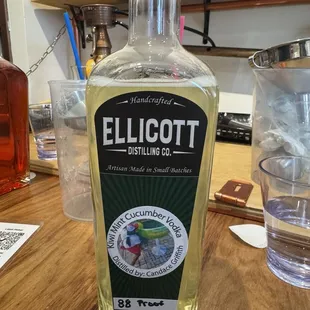 Handcrafted
ELLICOTT
DISTILLING CO.
Artisan Made in Small Batches
Kiwi Mint Cucumber Vodka
Distilled by: Candace Griffith
88 Proof